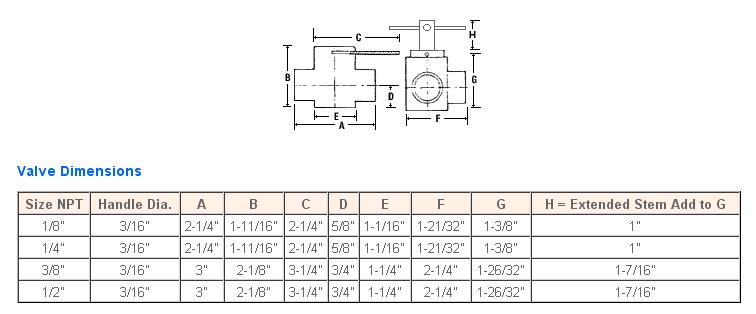 C
H
B
G
D
E
F
A
Valve Dimensions
Size NPT Handle Dia. A B C D E F G H = Extended Stem Add to G
1/8" 3/16" 2-1/4" 1-11/16" 2-1/4" 5/8" 1-1/16" 1-21/32" 1-3/8" 1"
1/4" 3/16" 2-1/4" 1-11/16" 2-1/4" 5/8" 1-1/16" 1-21/32" 1-3/8" 1"
3/8" 3/16" 3" 2-1/8" 3-1/4" 3/4" 1-1/4" 2-1/4" 1-26/32" 1-7/16"
1/2" 3/16" 3" 2-1/8" 3-1/4" 3/4" 1-1/4" 2-1/4" 1-26/32" 1-7/16"